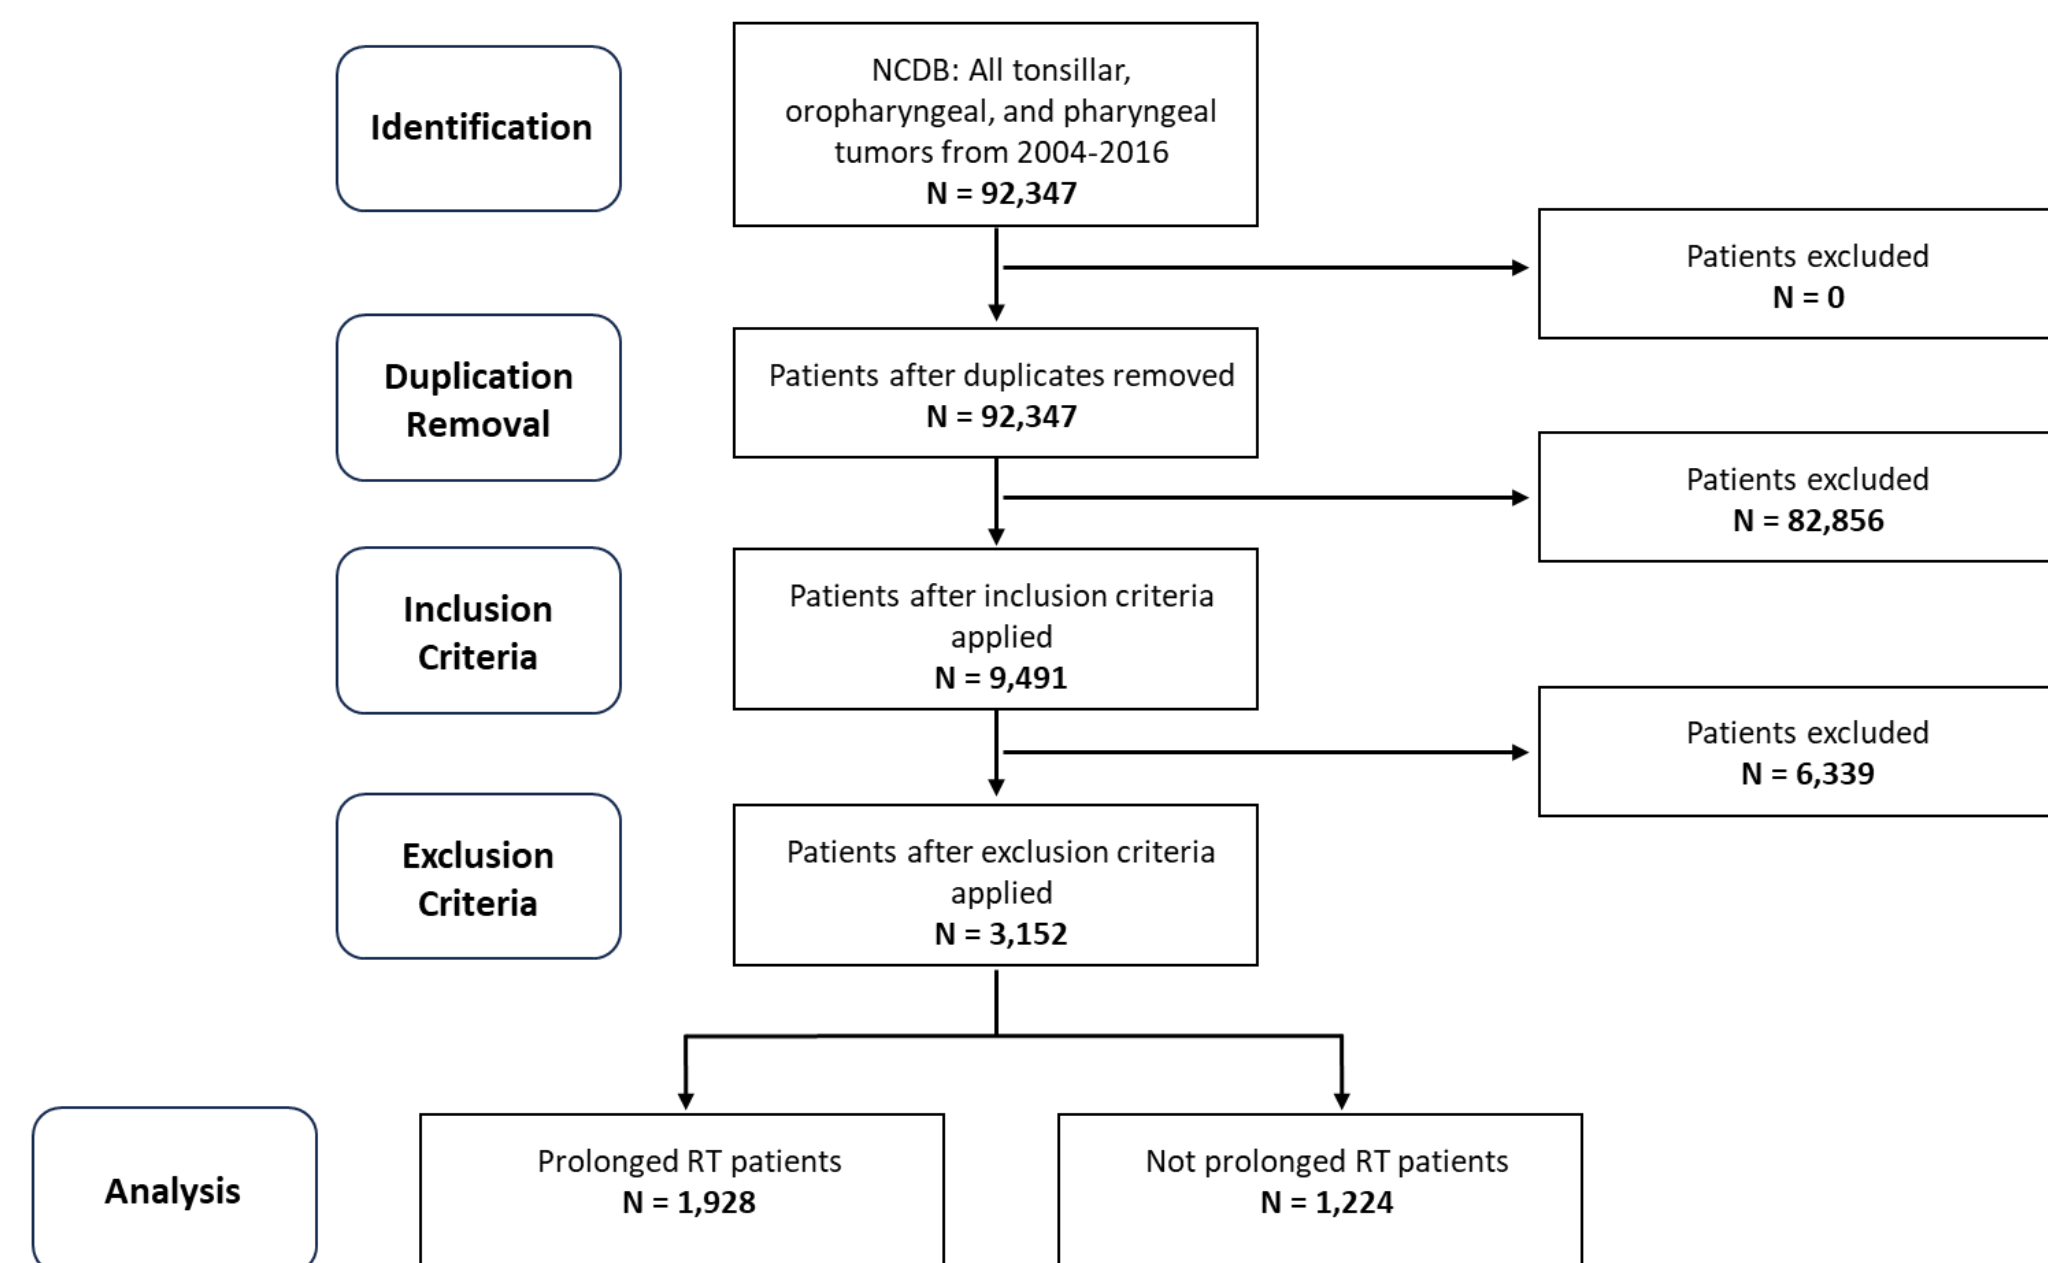 Identification
NCDB: All tonsillar,
oropharyngeal, and pharyngeal
tumors from 2004-2016
N = 92,347
Patients excluded
N = 0
Duplication
Removal
Patients after duplicates removed
N = 92,347
Patients excluded
N = 82,856
Inclusion
Criteria
Patients after inclusion criteria
applied
N = 9,491
Patients excluded
N = 6,339
Exclusion
Criteria
Patients after exclusion criteria
applied
N = 3,152
Analysis
Prolonged RT patients
N = 1,928
Not prolonged RT patients
N = 1,224